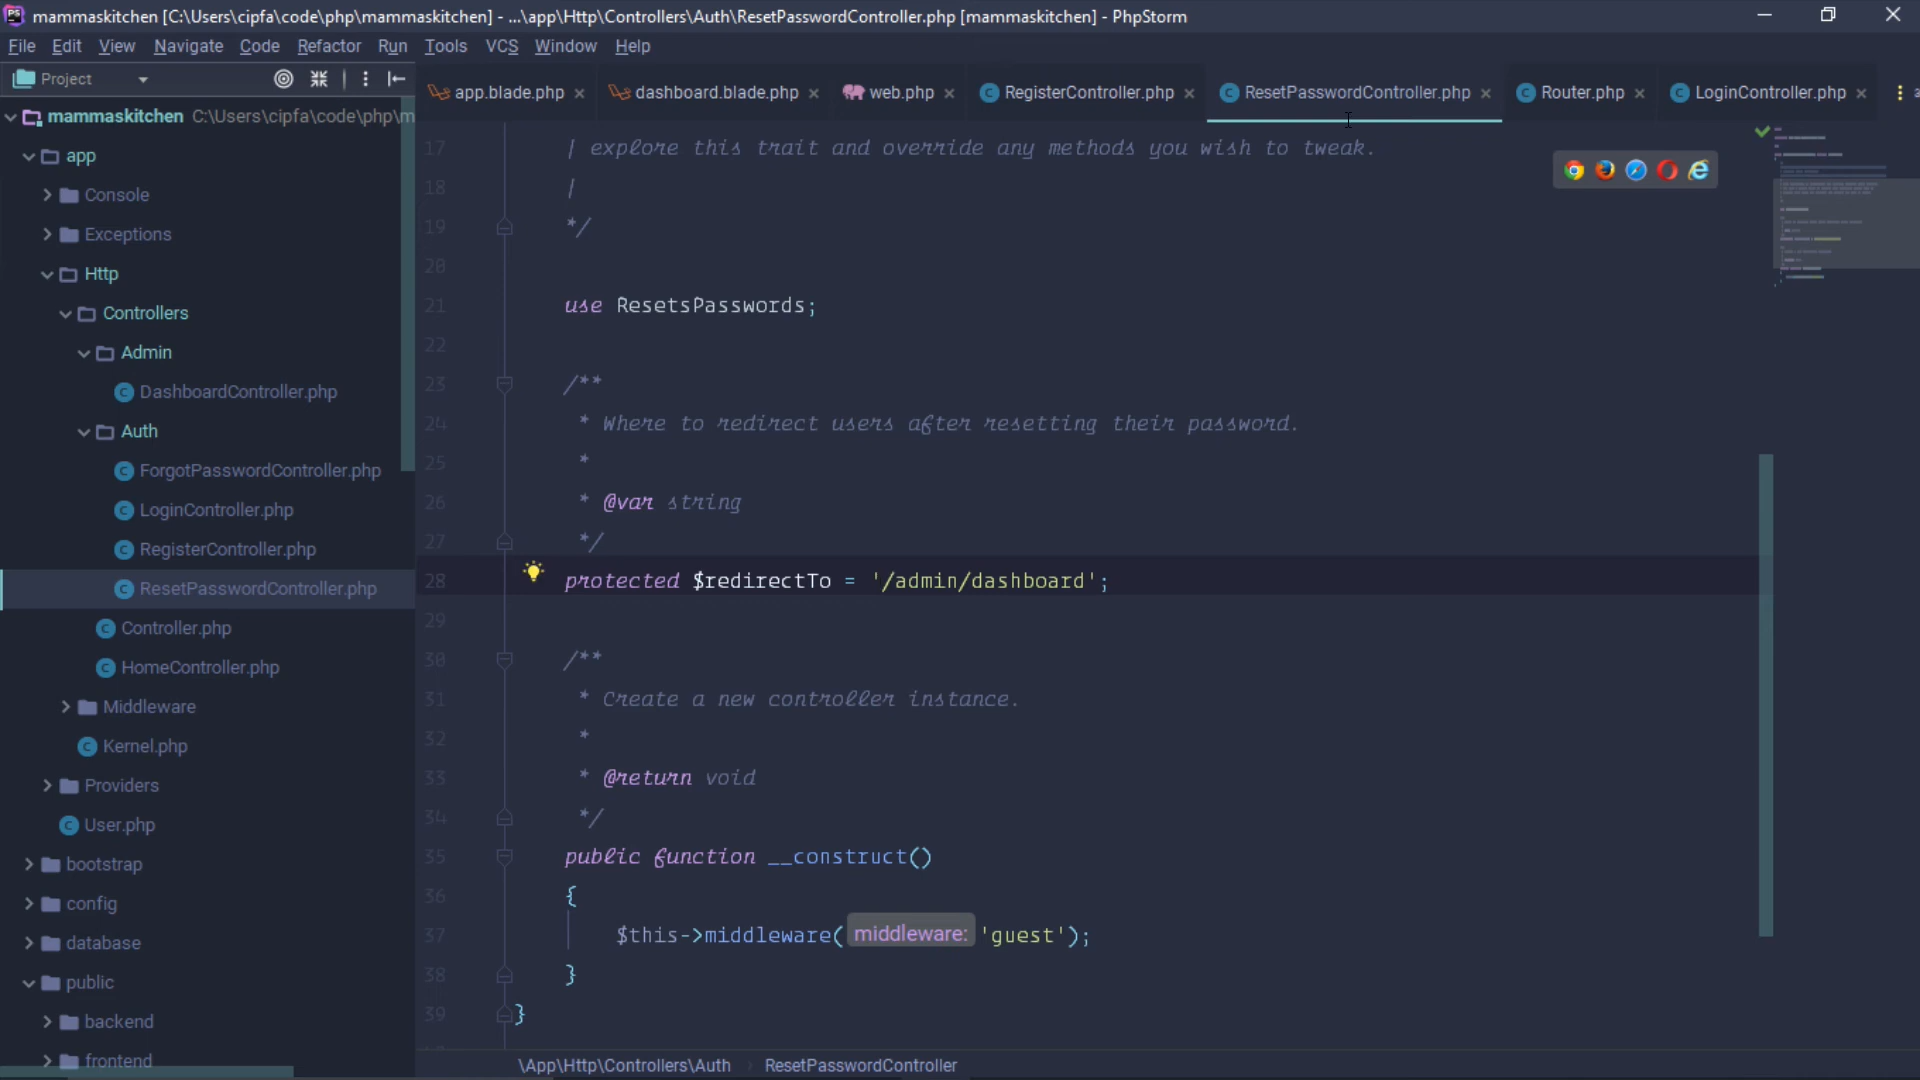 PS mammaskitchen [C:\Users\cipfa\code\php\mammaskitchen] - ...\app\Http\Controllers\Auth\ResetPasswordController.php [mammaskitchen] - PhpStorm
File Edit View Navigate Code Refactor Run Tools VCS Window Help
Project
app.blade.php dashboard.blade.php web.php RegisterController.php ResetPasswordController.php Router.php LoginController.php
mammaskitchen C:\Users\cipfa\code\php\m
app
Console
Exceptions
Http
Controllers
Admin
DashboardController.php
Auth
ForgotPasswordController.php
LoginController.php
RegisterController.php
ResetPasswordController.php
Controller.php
HomeController.php
Middleware
Kernel.php
Providers
User.php
bootstrap
config
database
public
backend
frontend
17 | explore this trait and override any methods you wish to tweak.
18 |
19 */
20
21 use ResetsPasswords;
22
23 /**
24 * Where to redirect users after resetting their password.
25 *
26 * @var string
27 */
28 protected $redirectTo = '/admin/dashboard';
29
30 /**
31 * Create a new controller instance.
32 *
33 * @return void
34 */
35 public function __construct()
36 {
37 $this->middleware( middleware: 'guest');
38 }
39 }
\App\Http\Controllers\Auth › ResetPasswordController